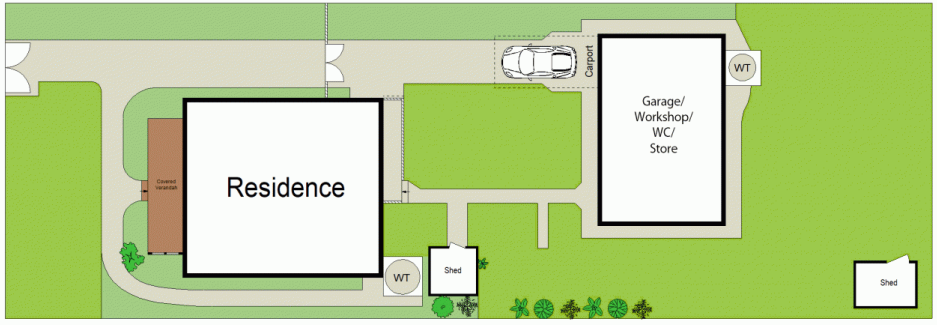 Carport
WT
Garage/
Workshop/
WC/
Store
Covered
Verandah
Residence
WT
Shed
Shed